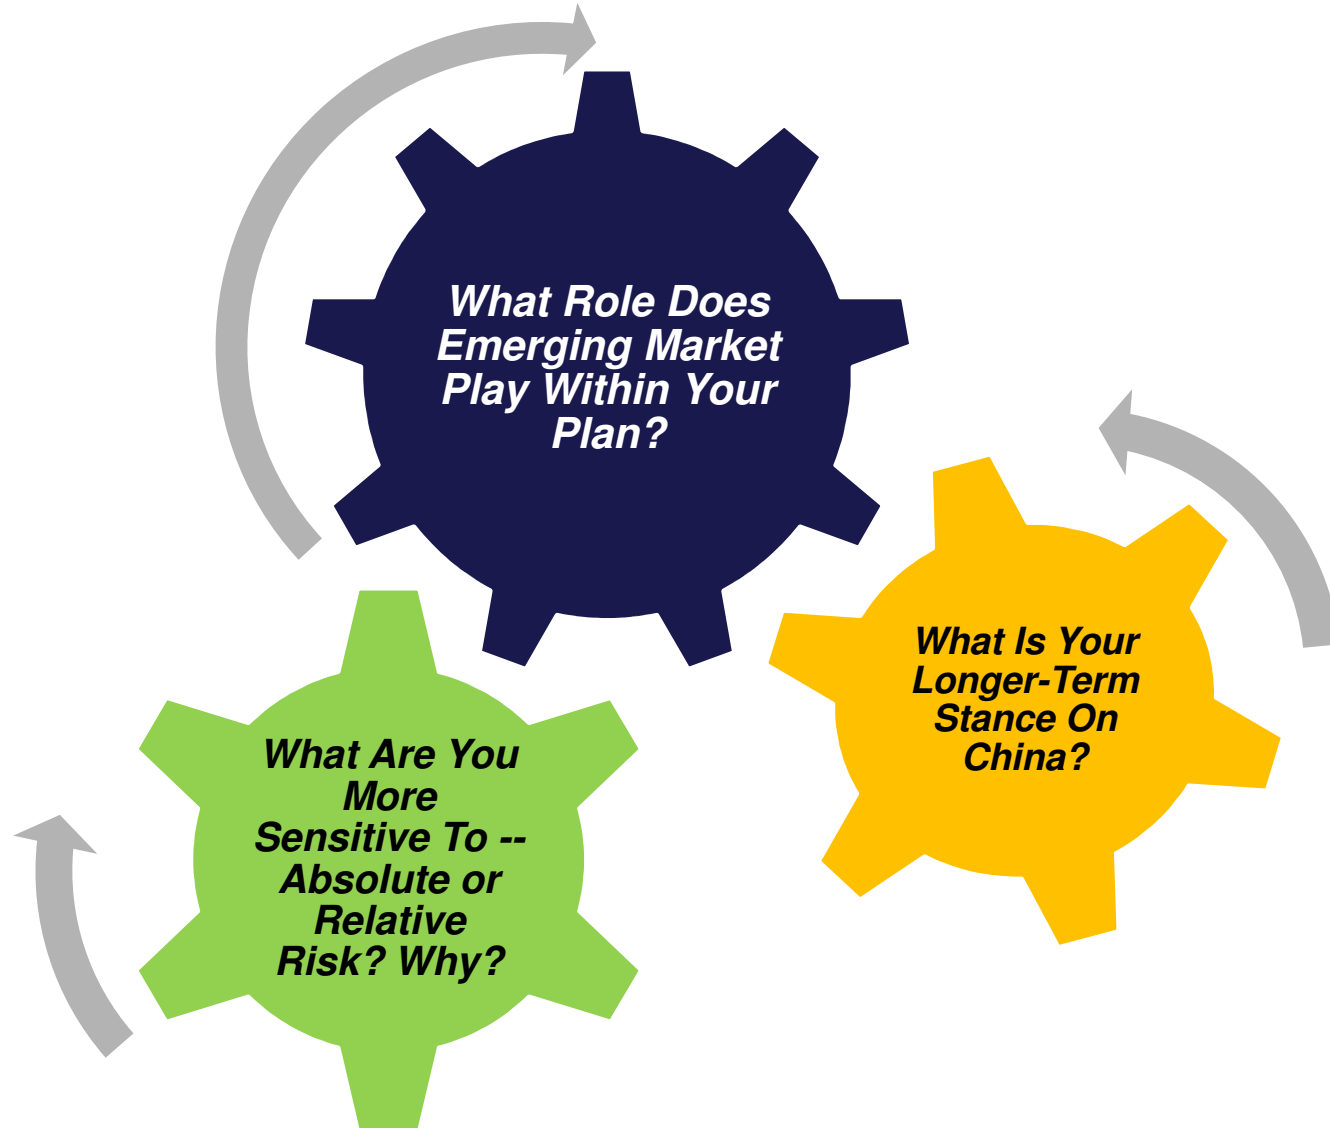 What Role Does
Emerging Market
Play Within Your
Plan?
What Is Your
Longer-Term
Stance On
China?
What Are You
More
Sensitive To --
Absolute or
Relative
Risk? Why?